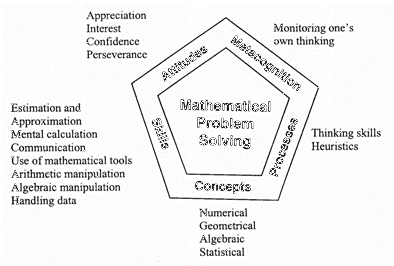 Appreciation
Interest
Confidence
Perseverance
Monitoring one's
own thinking
Attitudes
Metacognition
Mathematical
Problem
Solving
Skills
Processes
Concepts
Estimation and
Approximation
Mental calculation
Communication
Use of mathematical tools
Arithmetic manipulation
Algebraic manipulation
Handling data
Thinking skills
Heuristics
Numerical
Geometrical
Algebraic
Statistical